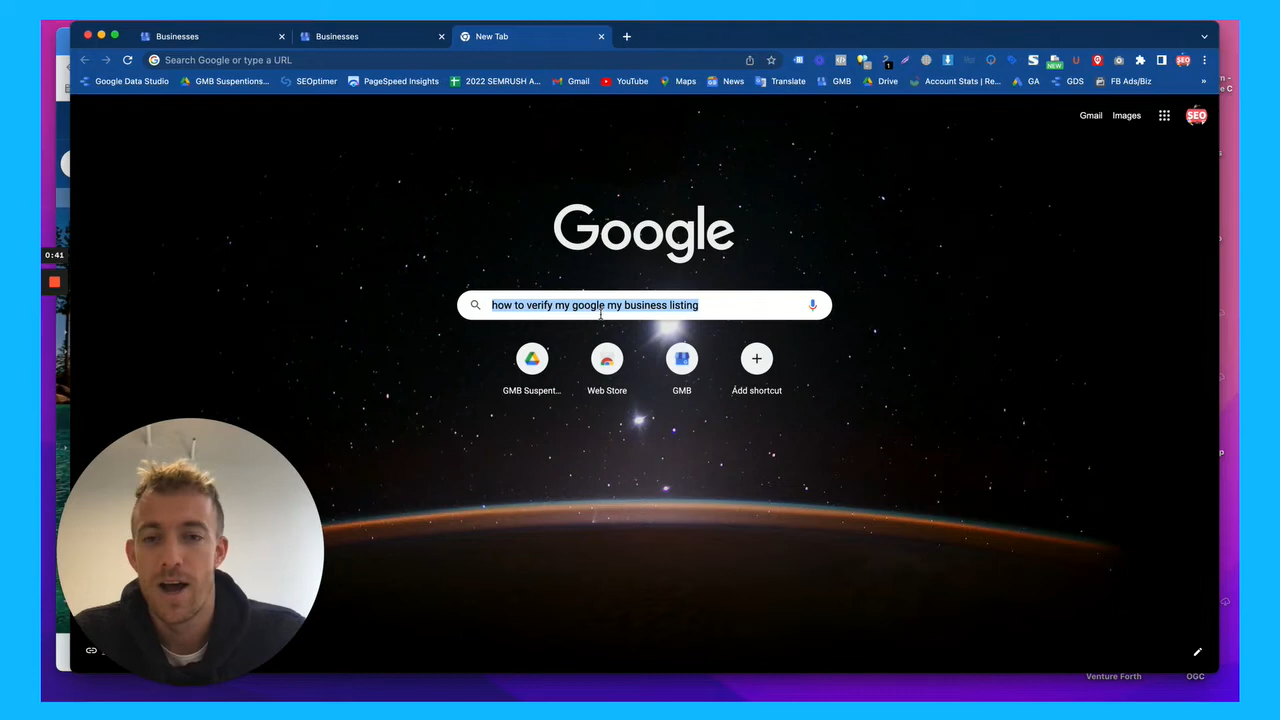 Businesses
Businesses
New Tab
Search Google or type a URL
Google Data Studio
GMB Suspentions...
SEOptimer
PageSpeed Insights
2022 SEMRUSH A...
Gmail
YouTube
Maps
News
Translate
GMB
Drive
Account Stats | Re...
GA
GDS
FB Ads/Biz
»
Gmail
Images
SEO
Google
0:41
how to verify my google my business listing
GMB Suspent...
Web Store
GMB
Add shortcut
Venture Forth
OGC